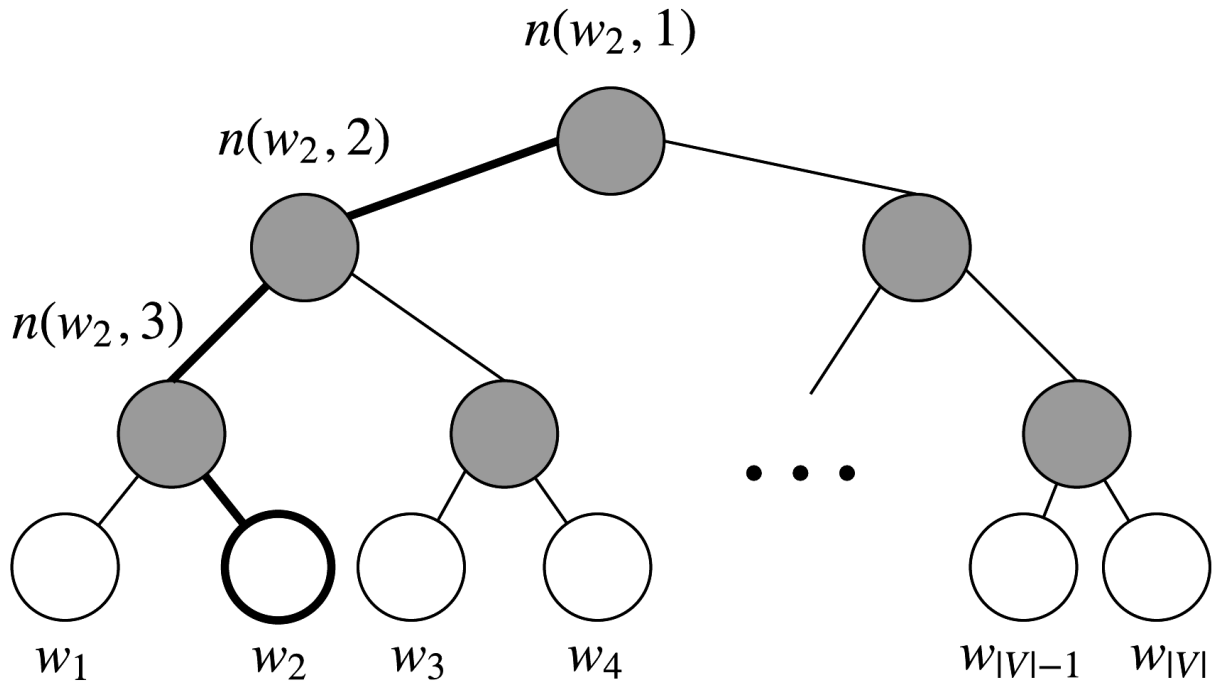 n(w₂, 1)
n(w₂, 2)
n(w₂, 3)
• • •
w₁ w₂ w₃ w₄ w|V|−1 w|V|